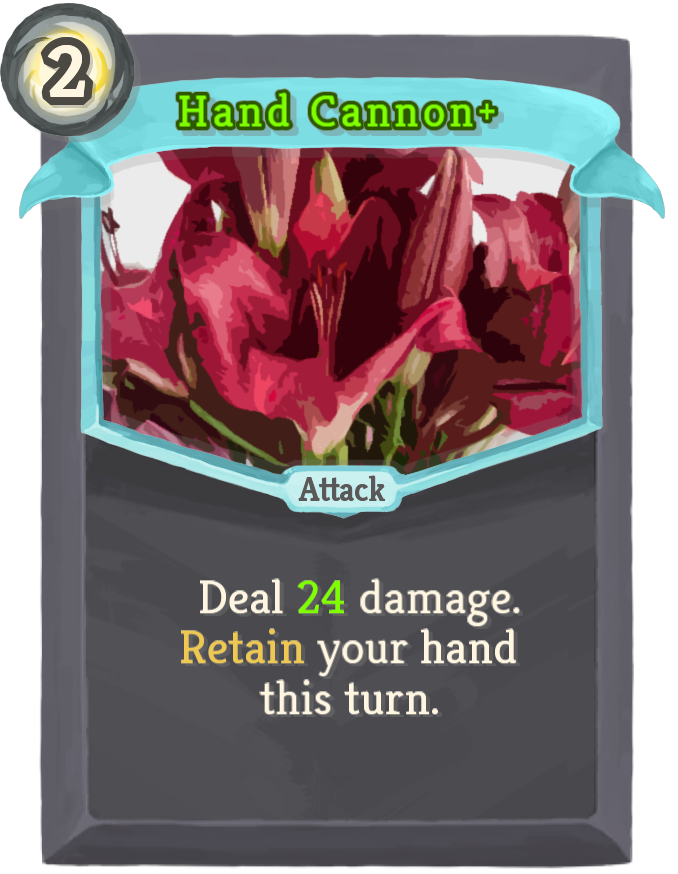 2
Hand Cannon+
Attack
Deal 24 damage.
Retain your hand
this turn.